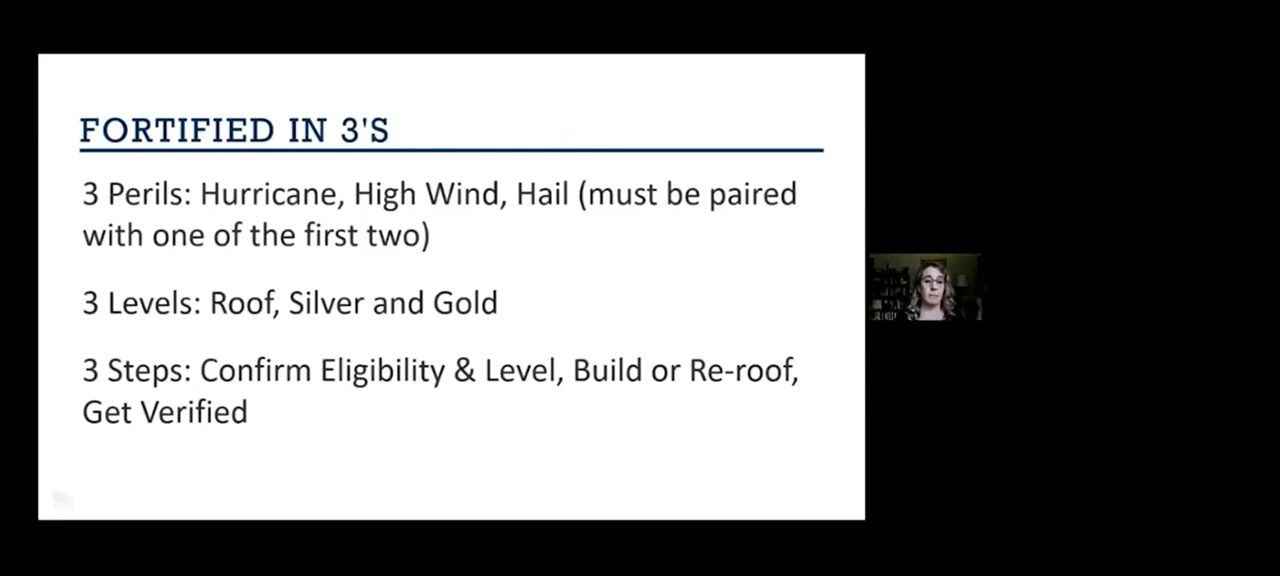 FORTIFIED IN 3'S
3 Perils: Hurricane, High Wind, Hail (must be paired
with one of the first two)
3 Levels: Roof, Silver and Gold
3 Steps: Confirm Eligibility & Level, Build or Re-roof,
Get Verified